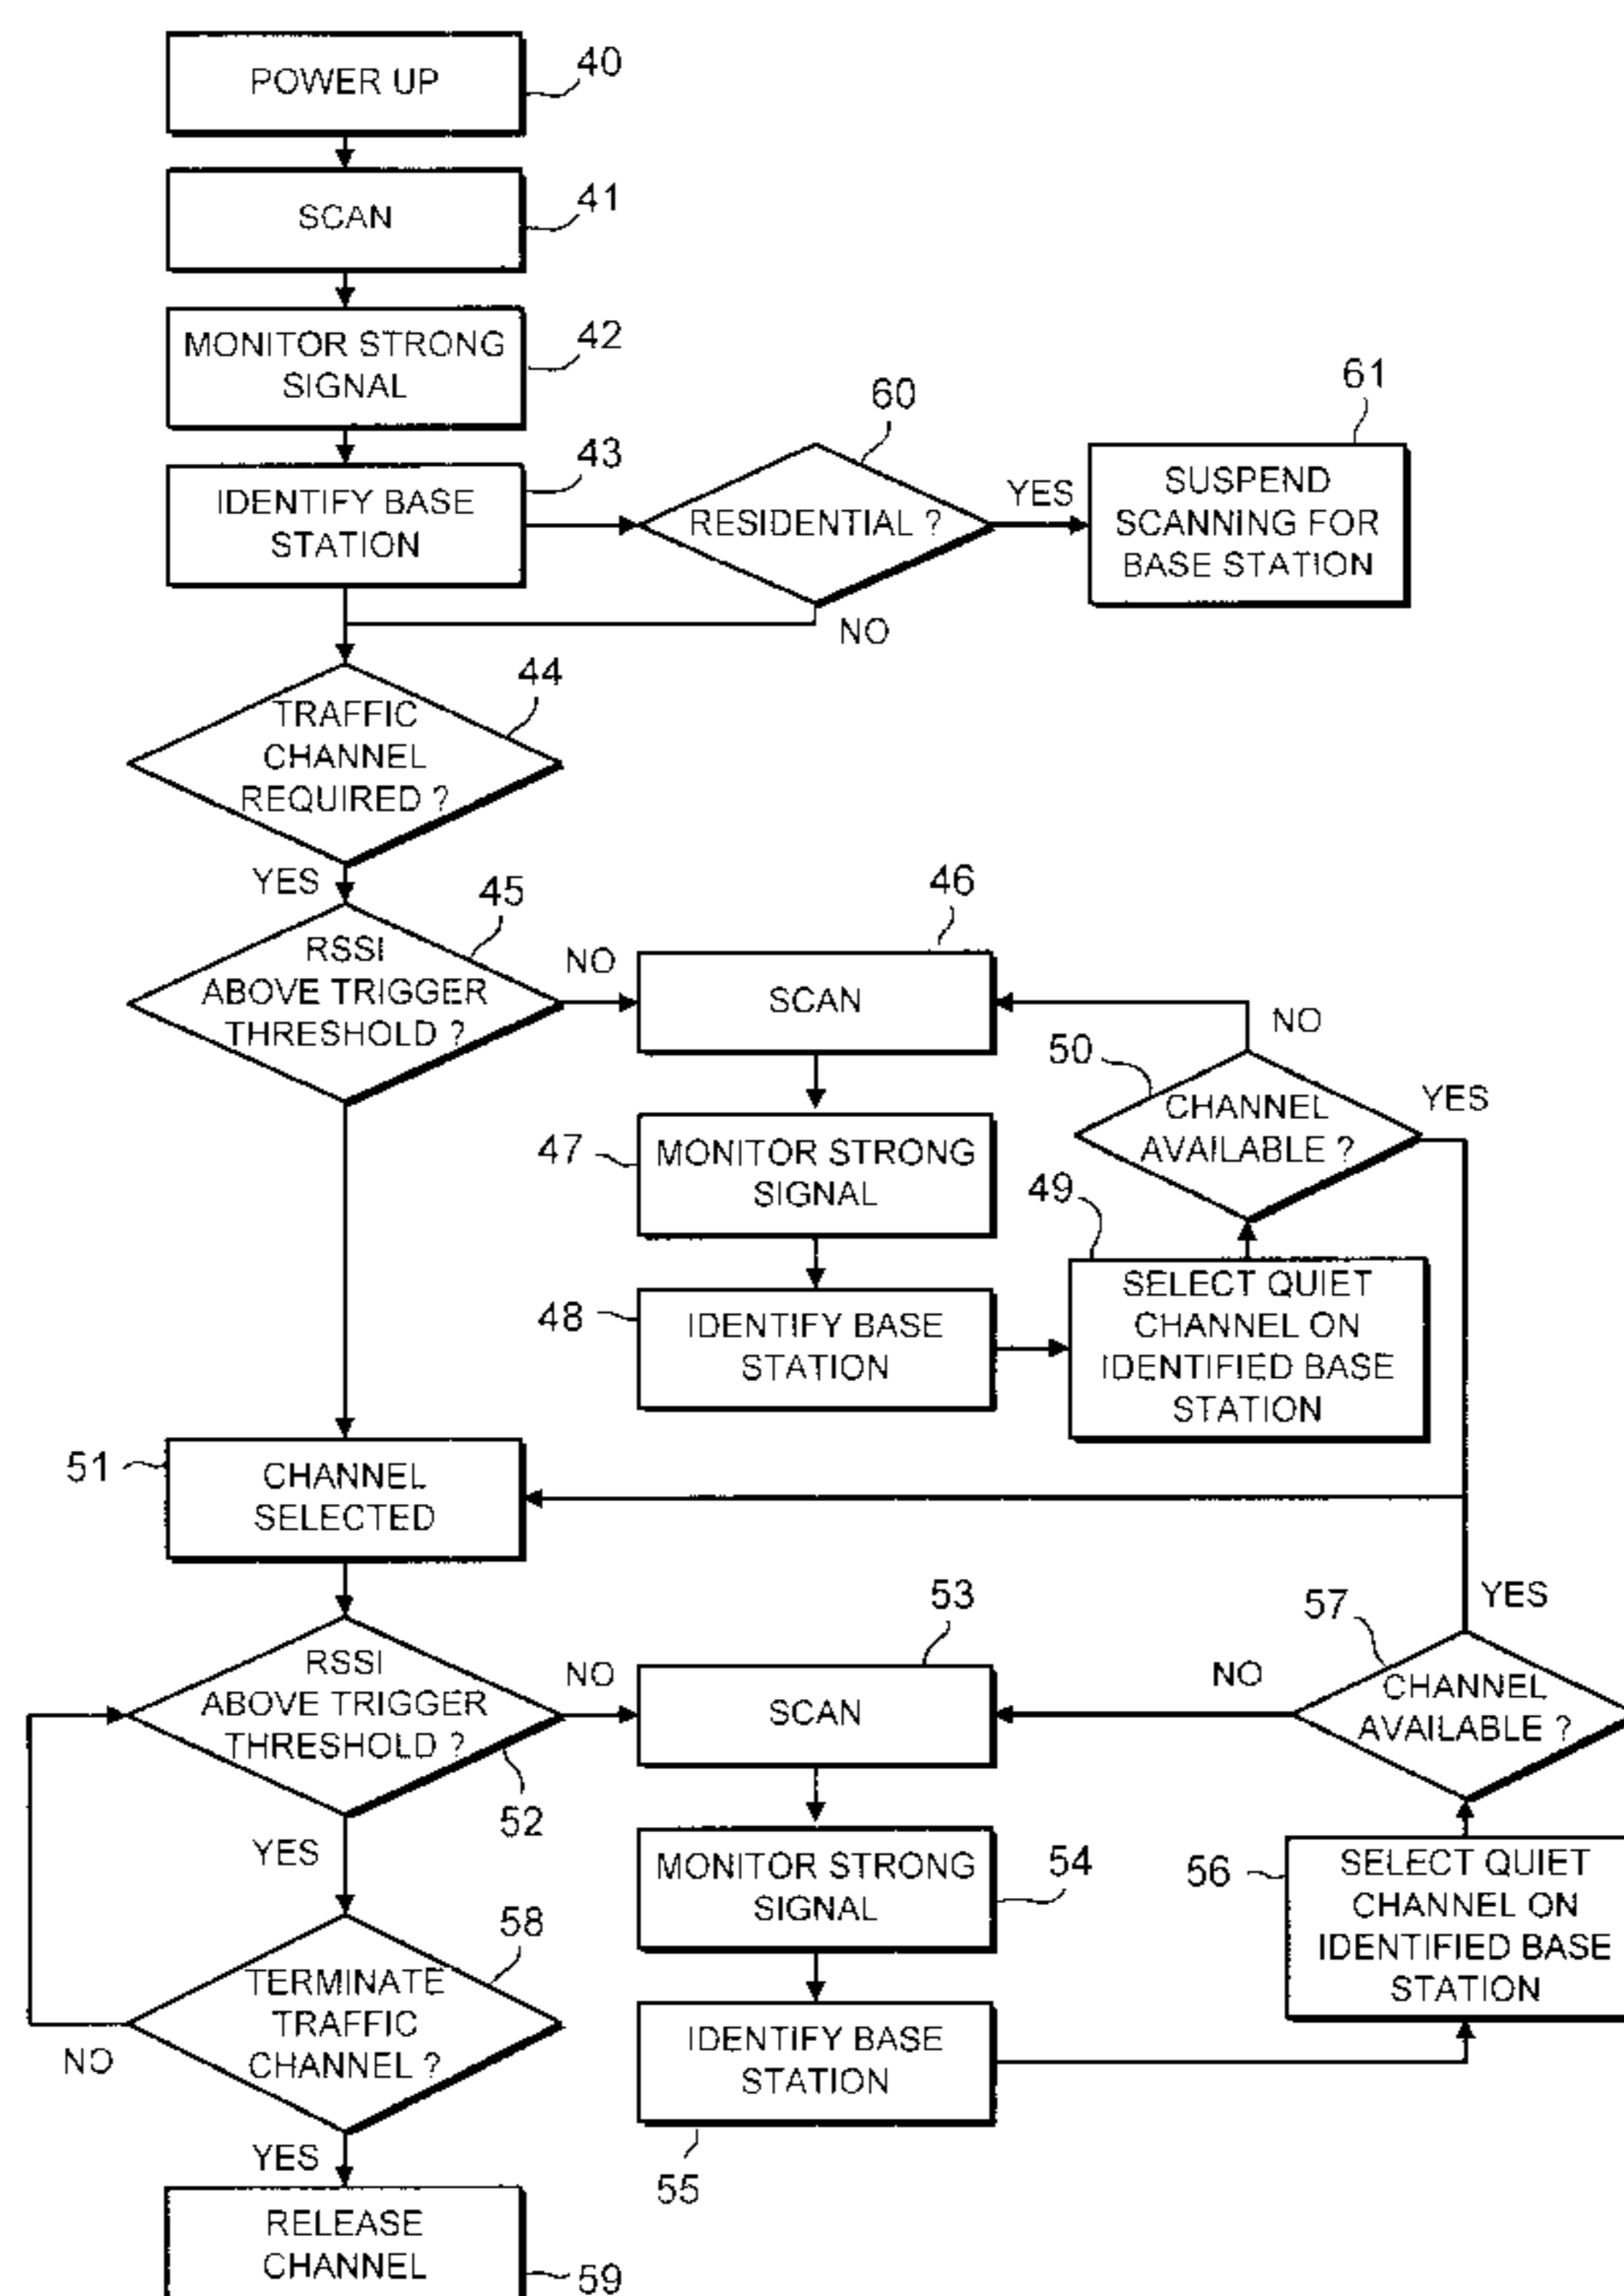 POWER UP
40
SCAN
41
MONITOR STRONG
SIGNAL
42
IDENTIFY BASE
STATION
43
RESIDENTIAL ?
60
YES
NO
SUSPEND
SCANNING FOR
BASE STATION
61
TRAFFIC
CHANNEL
REQUIRED ?
44
YES
RSSI
ABOVE TRIGGER
THRESHOLD ?
45
NO
SCAN
46
MONITOR STRONG
SIGNAL
47
IDENTIFY BASE
STATION
48
SELECT QUIET
CHANNEL ON
IDENTIFIED BASE
STATION
49
CHANNEL
AVAILABLE ?
50
NO
YES
CHANNEL
SELECTED
51
RSSI
ABOVE TRIGGER
THRESHOLD ?
52
NO
YES
SCAN
53
MONITOR STRONG
SIGNAL
54
IDENTIFY BASE
STATION
55
SELECT QUIET
CHANNEL ON
IDENTIFIED BASE
STATION
56
CHANNEL
AVAILABLE ?
57
NO
YES
TERMINATE
TRAFFIC
CHANNEL ?
58
NO
YES
RELEASE
CHANNEL
59